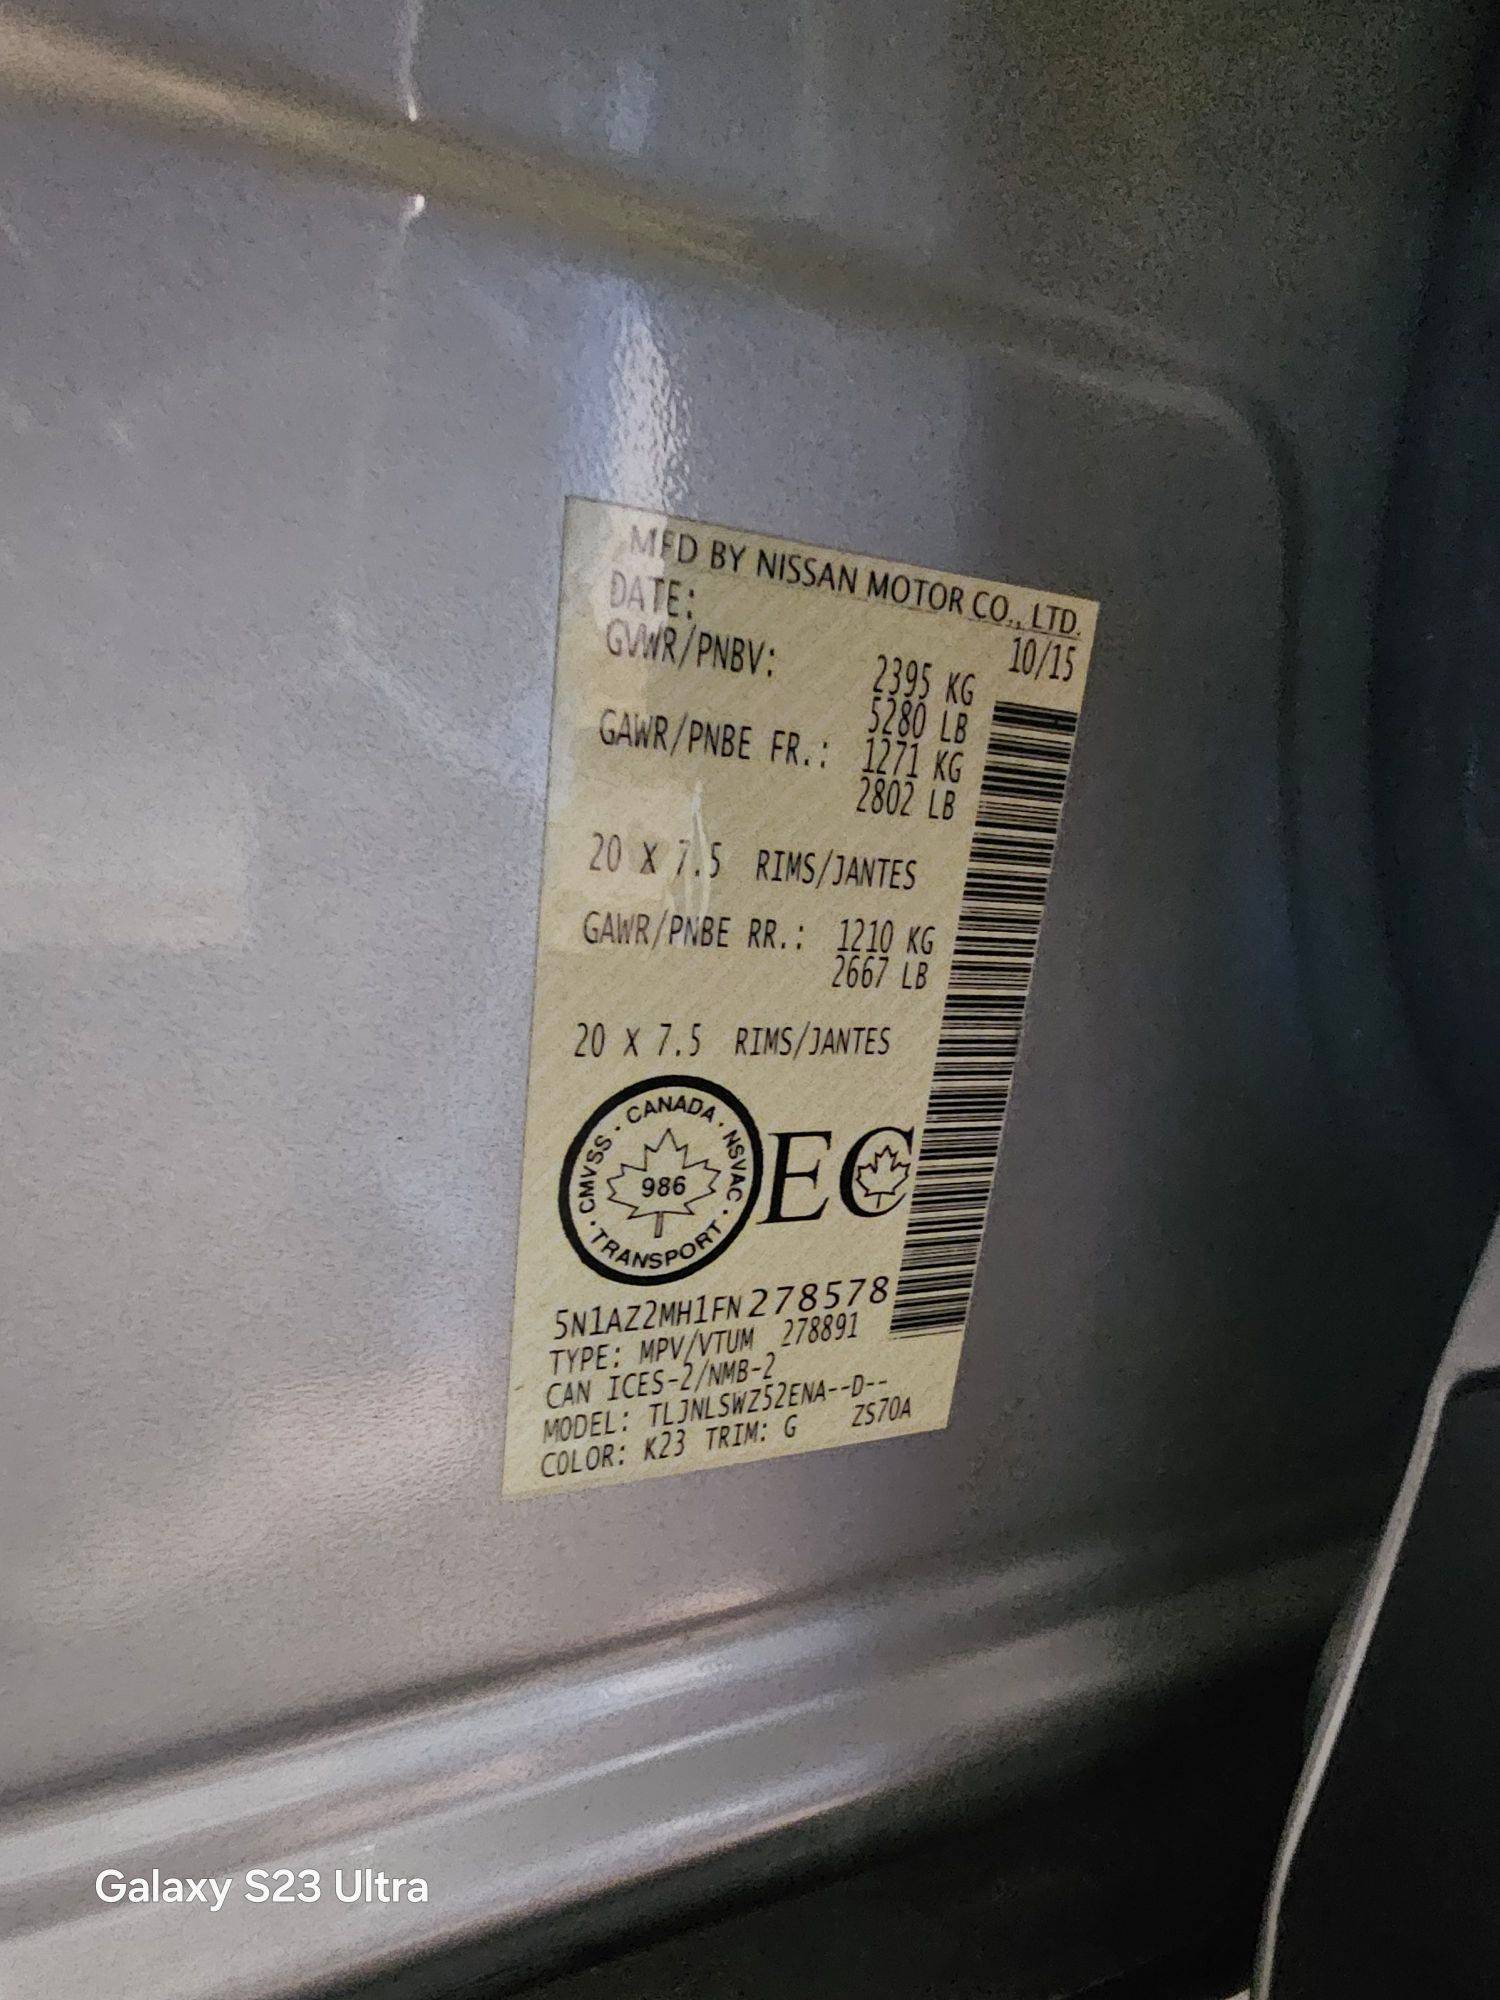 MFD BY NISSAN MOTOR CO., LTD.
DATE: 10/15
GVWR/PNBV: 2395 KG
5280 LB
GAWR/PNBE FR.: 1271 KG
2802 LB
20 X 7.5 RIMS/JANTES
GAWR/PNBE RR.: 1210 KG
2667 LB
20 X 7.5 RIMS/JANTES
CANADA · NSVAC · TRANSPORT · CMVSS ·
986
EC
5N1AZ2MH1FN278578
TYPE: MPV/VTUM 278891
CAN ICES-2/NMB-2
MODEL: TLJNLSWZ52ENA--D--
COLOR: K23 TRIM: G ZS70A
Galaxy S23 Ultra